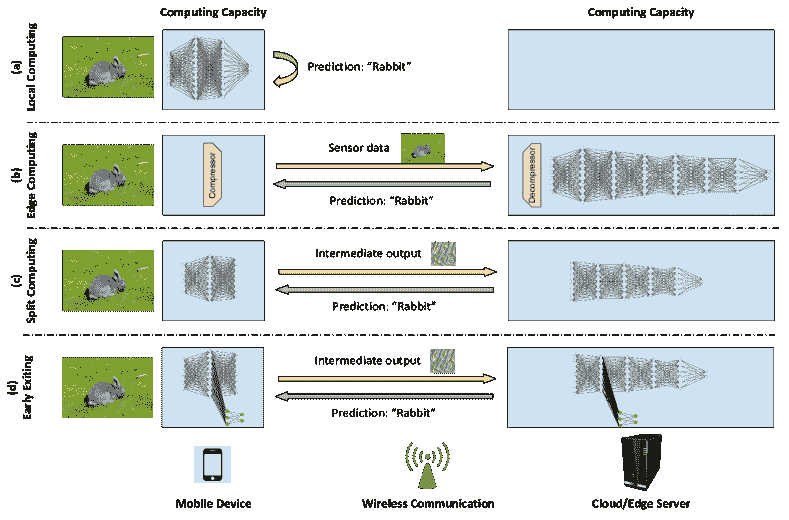 Computing Capacity
Computing Capacity
(a)
Local Computing
Prediction: “Rabbit”
(b)
Edge Computing
Compressor
Sensor data
Prediction: “Rabbit”
Decompressor
(c)
Split Computing
Intermediate output
Prediction: “Rabbit”
(d)
Early Exiting
Intermediate output
Prediction: “Rabbit”
Mobile Device
Wireless Communication
Cloud/Edge Server